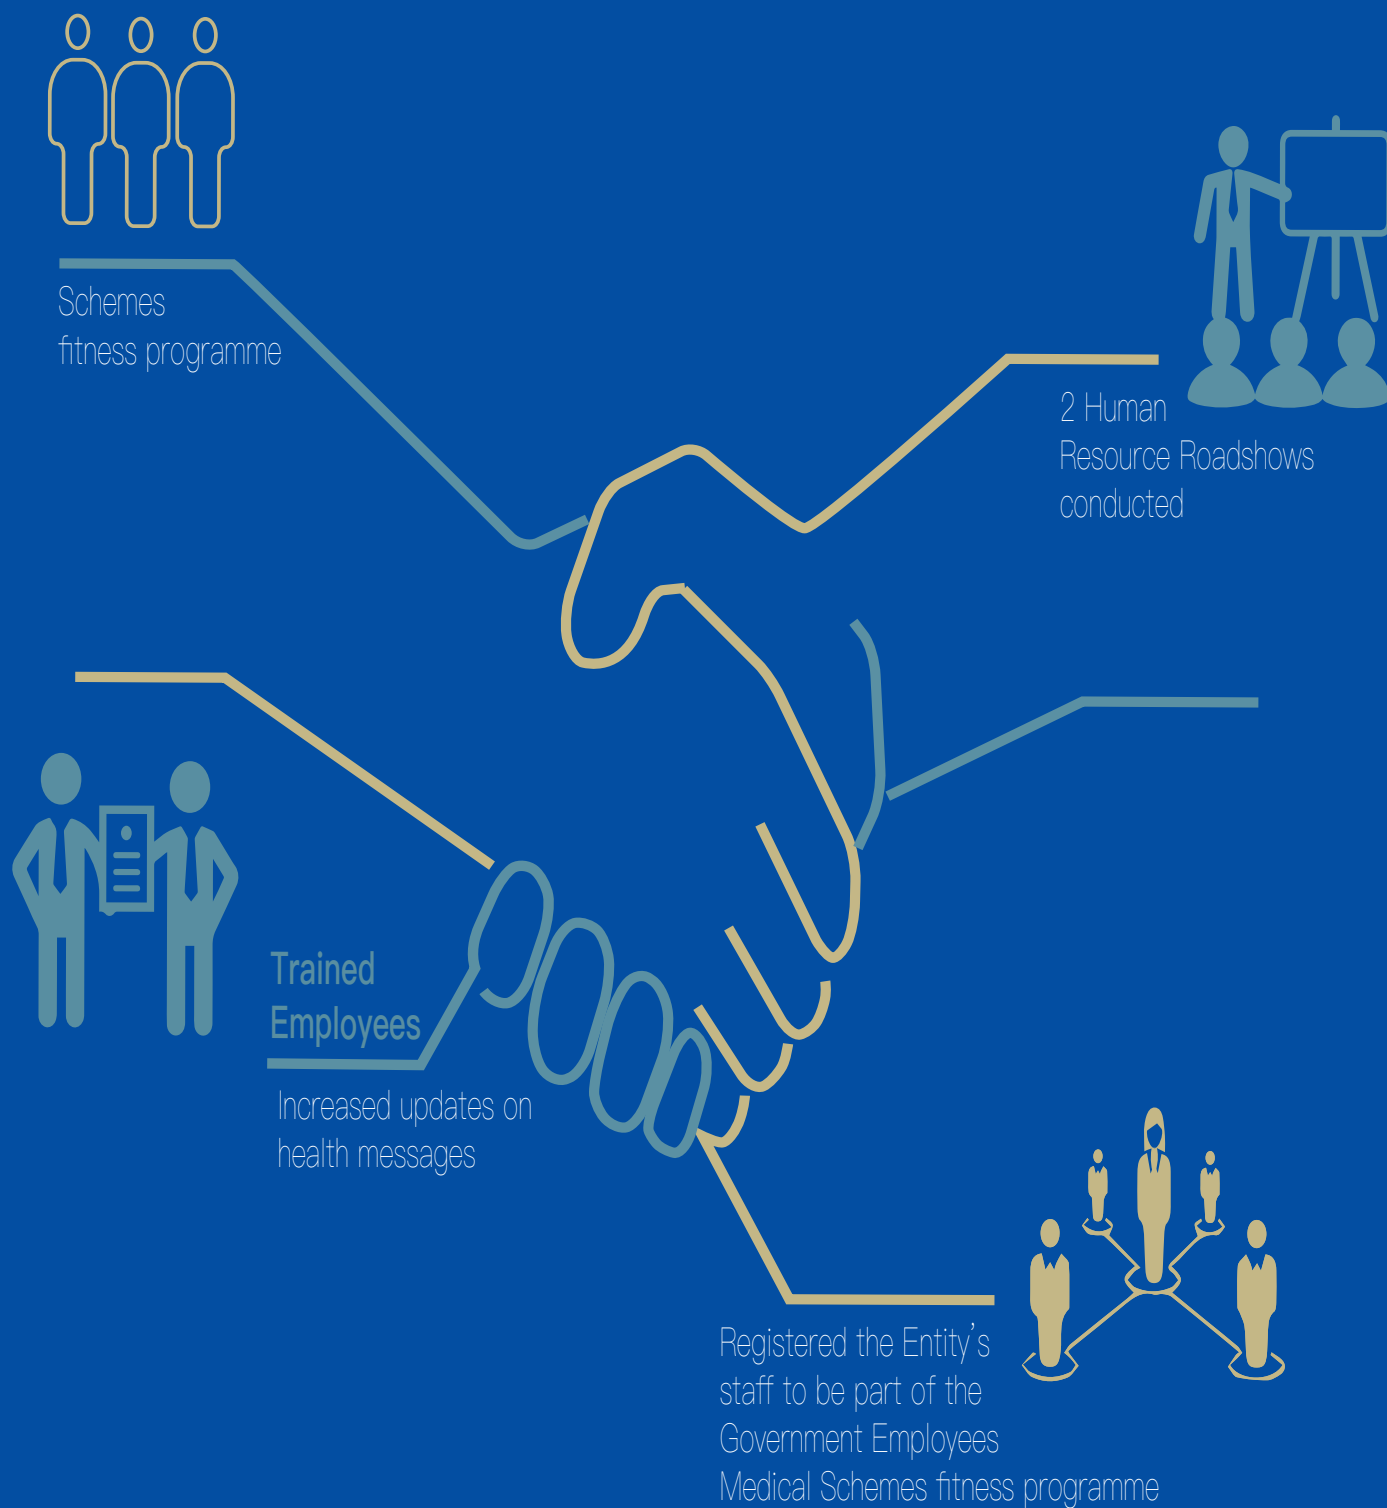 Schemes
fitness programme
2 Human
Resource Roadshows
conducted
Trained
Employees
Increased updates on
health messages
Registered the Entity's
staff to be part of the
Government Employees
Medical Schemes fitness programme